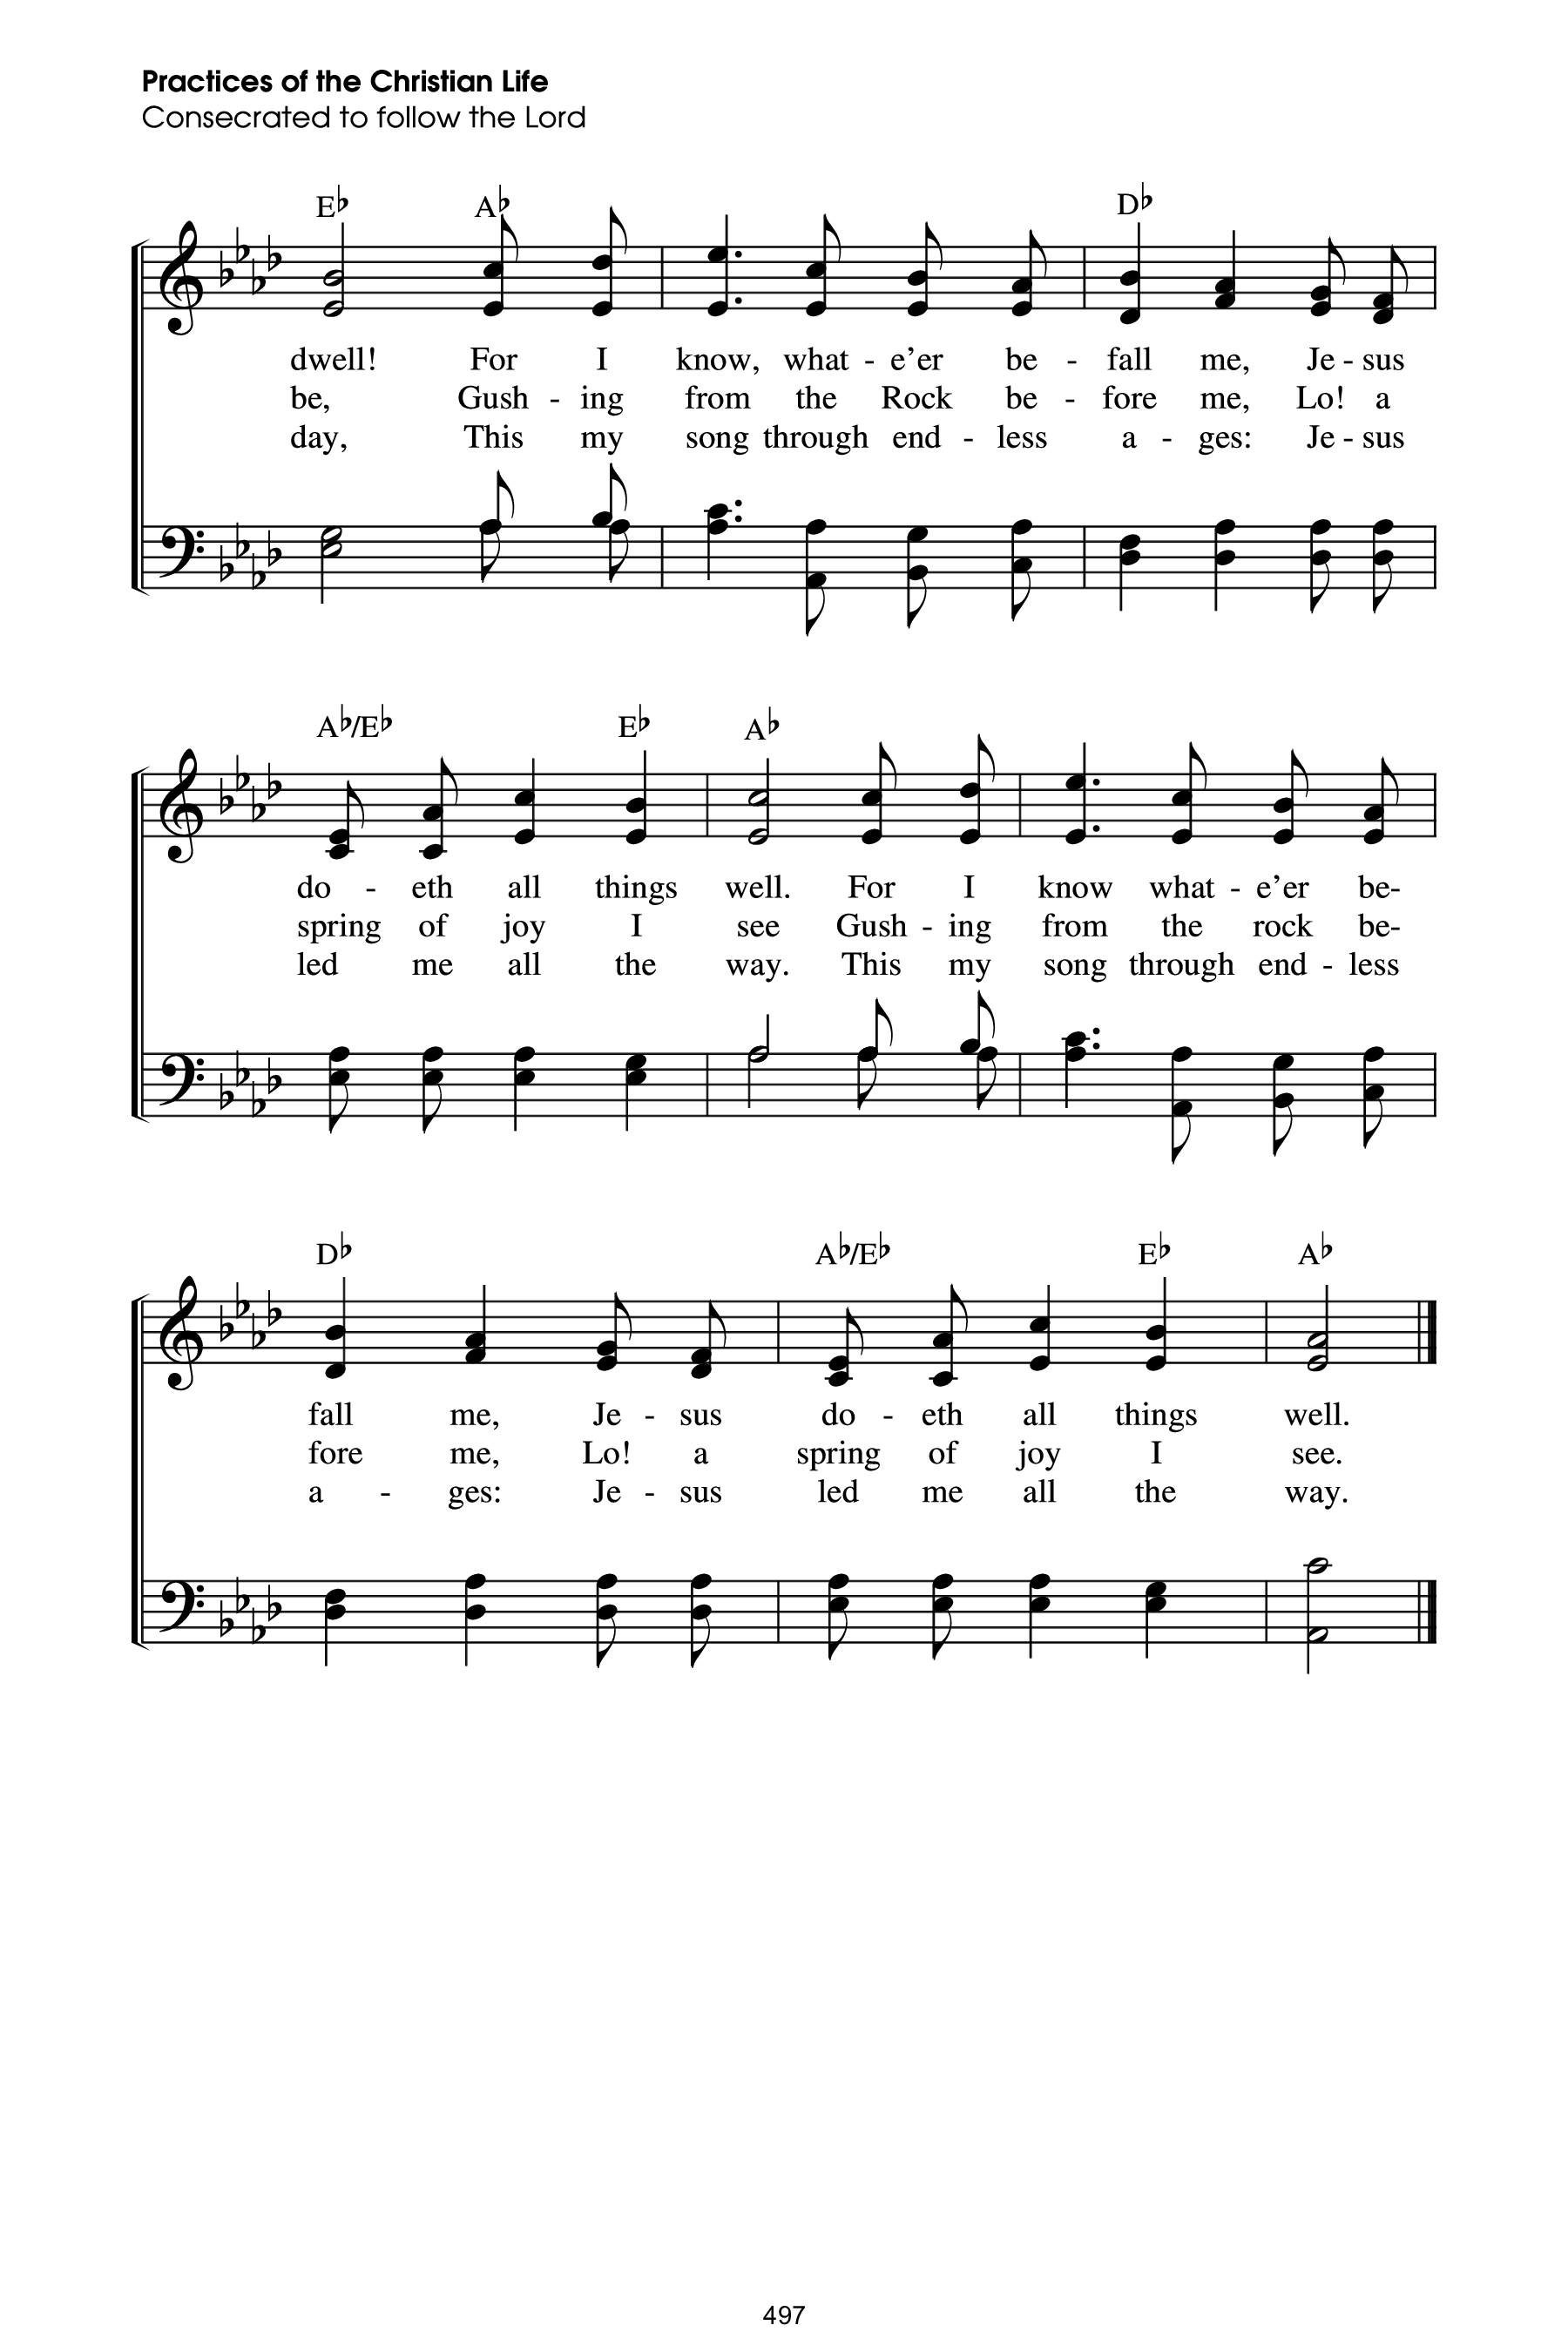 Practices of the Christian Life
Consecrated to follow the Lord
E♭ A♭ D♭
dwell! For I know, what - e’er be - fall me, Je - sus
be, Gush - ing from the Rock be - fore me, Lo! a
day, This my song through end - less a - ges: Je - sus
A♭/E♭ E♭ A♭
do - eth all things well. For I know what - e’er be-
spring of joy I see Gush - ing from the rock be-
led me all the way. This my song through end - less
D♭ A♭/E♭ E♭ A♭
fall me, Je - sus do - eth all things well.
fore me, Lo! a spring of joy I see.
a - ges: Je - sus led me all the way.
497